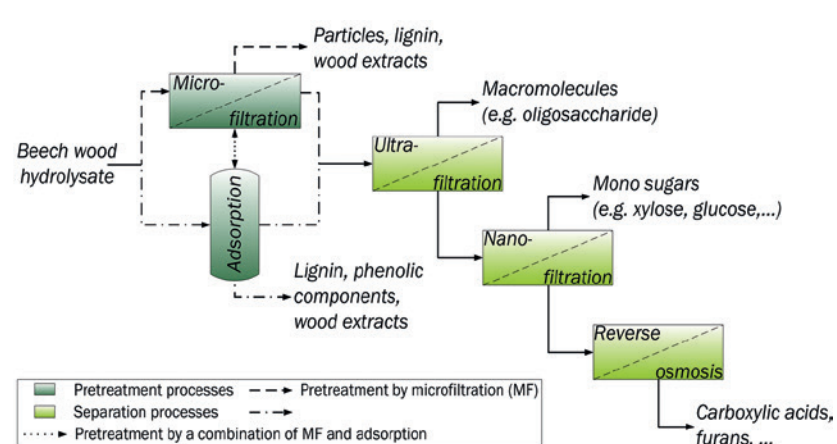 Particles, lignin,
wood extracts
Micro-
filtration
Macromolecules
(e.g. oligosaccharide)
Beech wood
hydrolysate
Ultra-
filtration
Adsorption
Mono sugars
(e.g. xylose, glucose,...)
Nano-
filtration
Lignin, phenolic
components,
wood extracts
Reverse
osmosis
Carboxylic acids,
furans, ...
Pretreatment processes
Pretreatment by microfiltration (MF)
Separation processes
Pretreatment by a combination of MF and adsorption